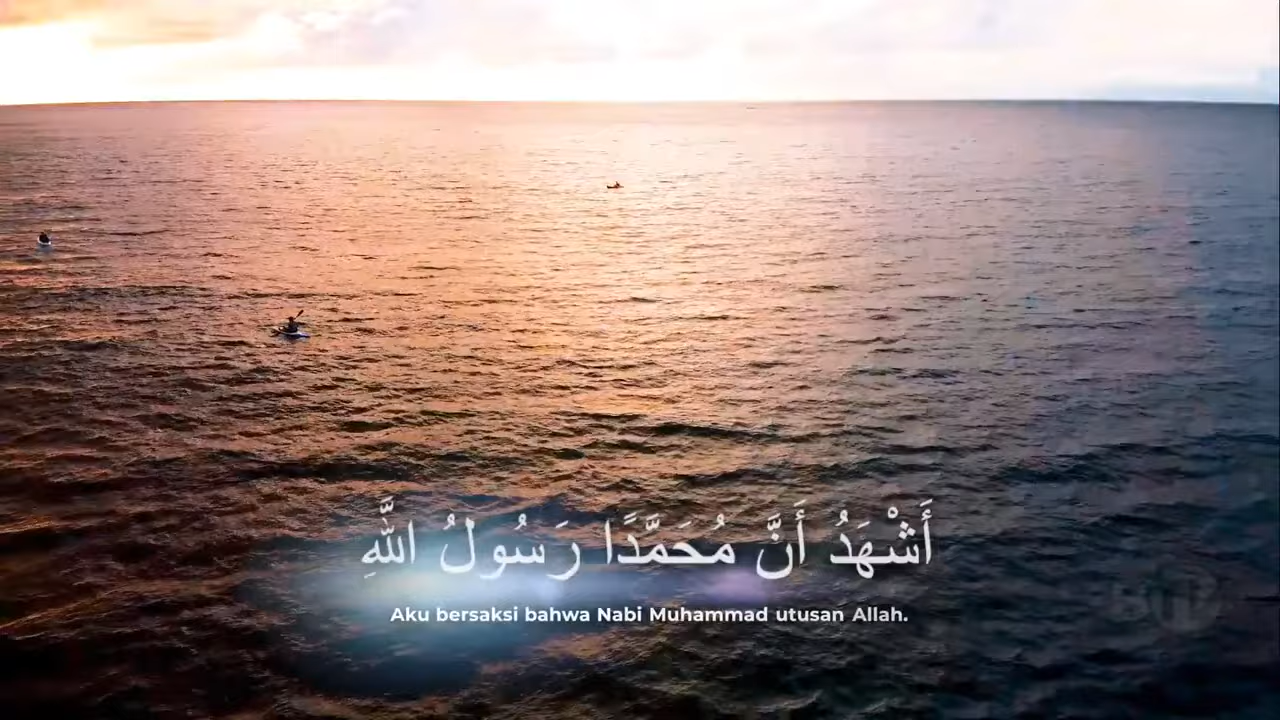 أَشْهَدُ أَنَّ مُحَمَّدًا رَسُولُ اللَّهِ
Aku bersaksi bahwa Nabi Muhammad utusan Allah.